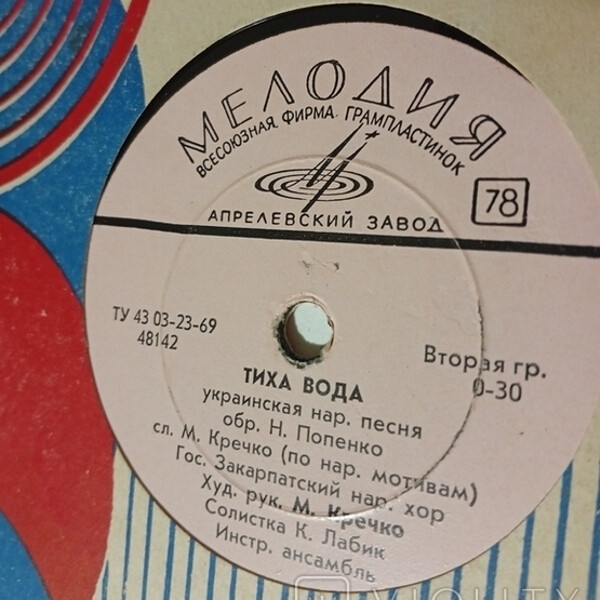 МЕЛОДИЯ
ВСЕСОЮЗНАЯ ФИРМА ГРАМПЛАСТИНОК
78
АПРЕЛЕВСКИЙ ЗАВОД
ТУ 43 03-23-69
48142
Вторая гр.
0-30
ТИХА ВОДА
украинская нар. песня
обр. Н. Попенко
сл. М. Кречко (по нар. мотивам)
Гос. Закарпатский нар. хор
Худ. рук. М. Кречко
Солистка К. Лабик
Инстр. ансамбль
VIOLITY